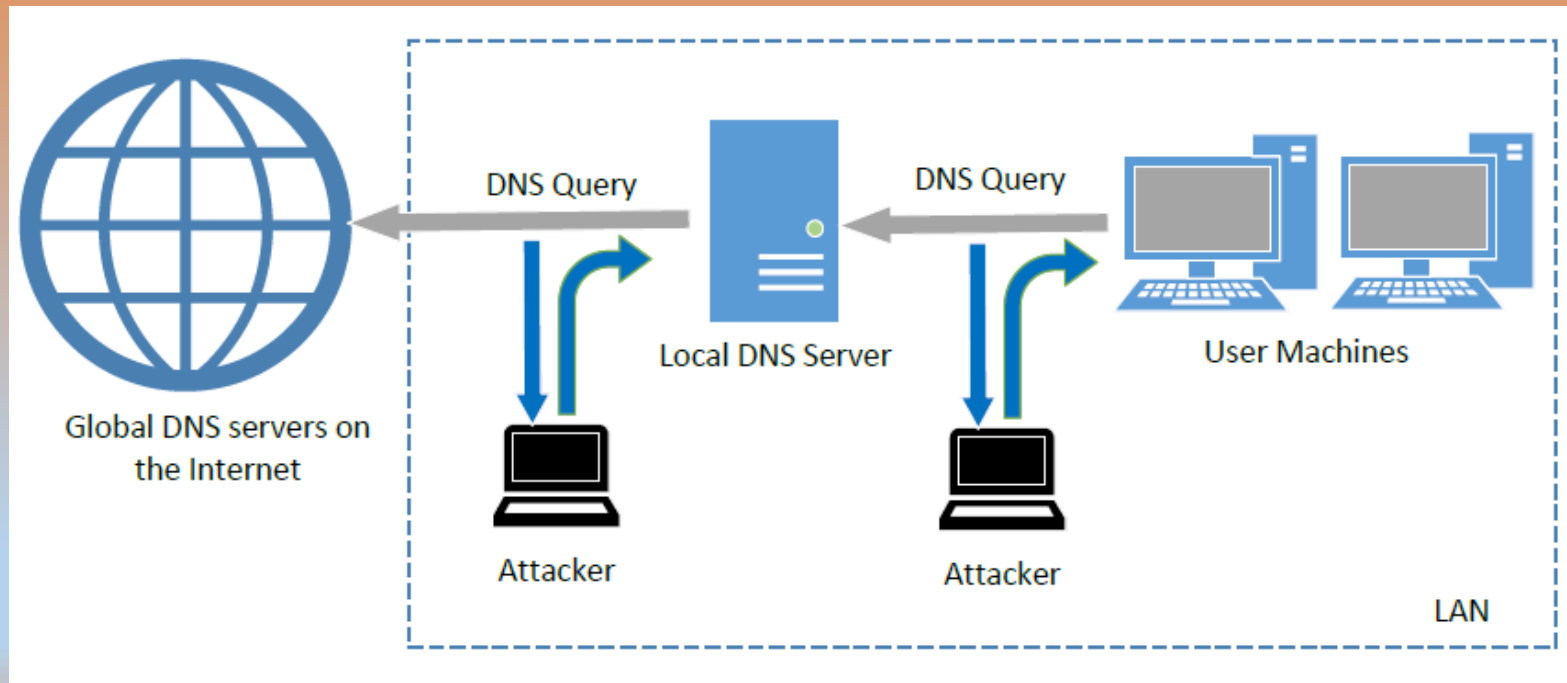 DNS Query
DNS Query
Local DNS Server
User Machines
Global DNS servers on
the Internet
Attacker
Attacker
LAN